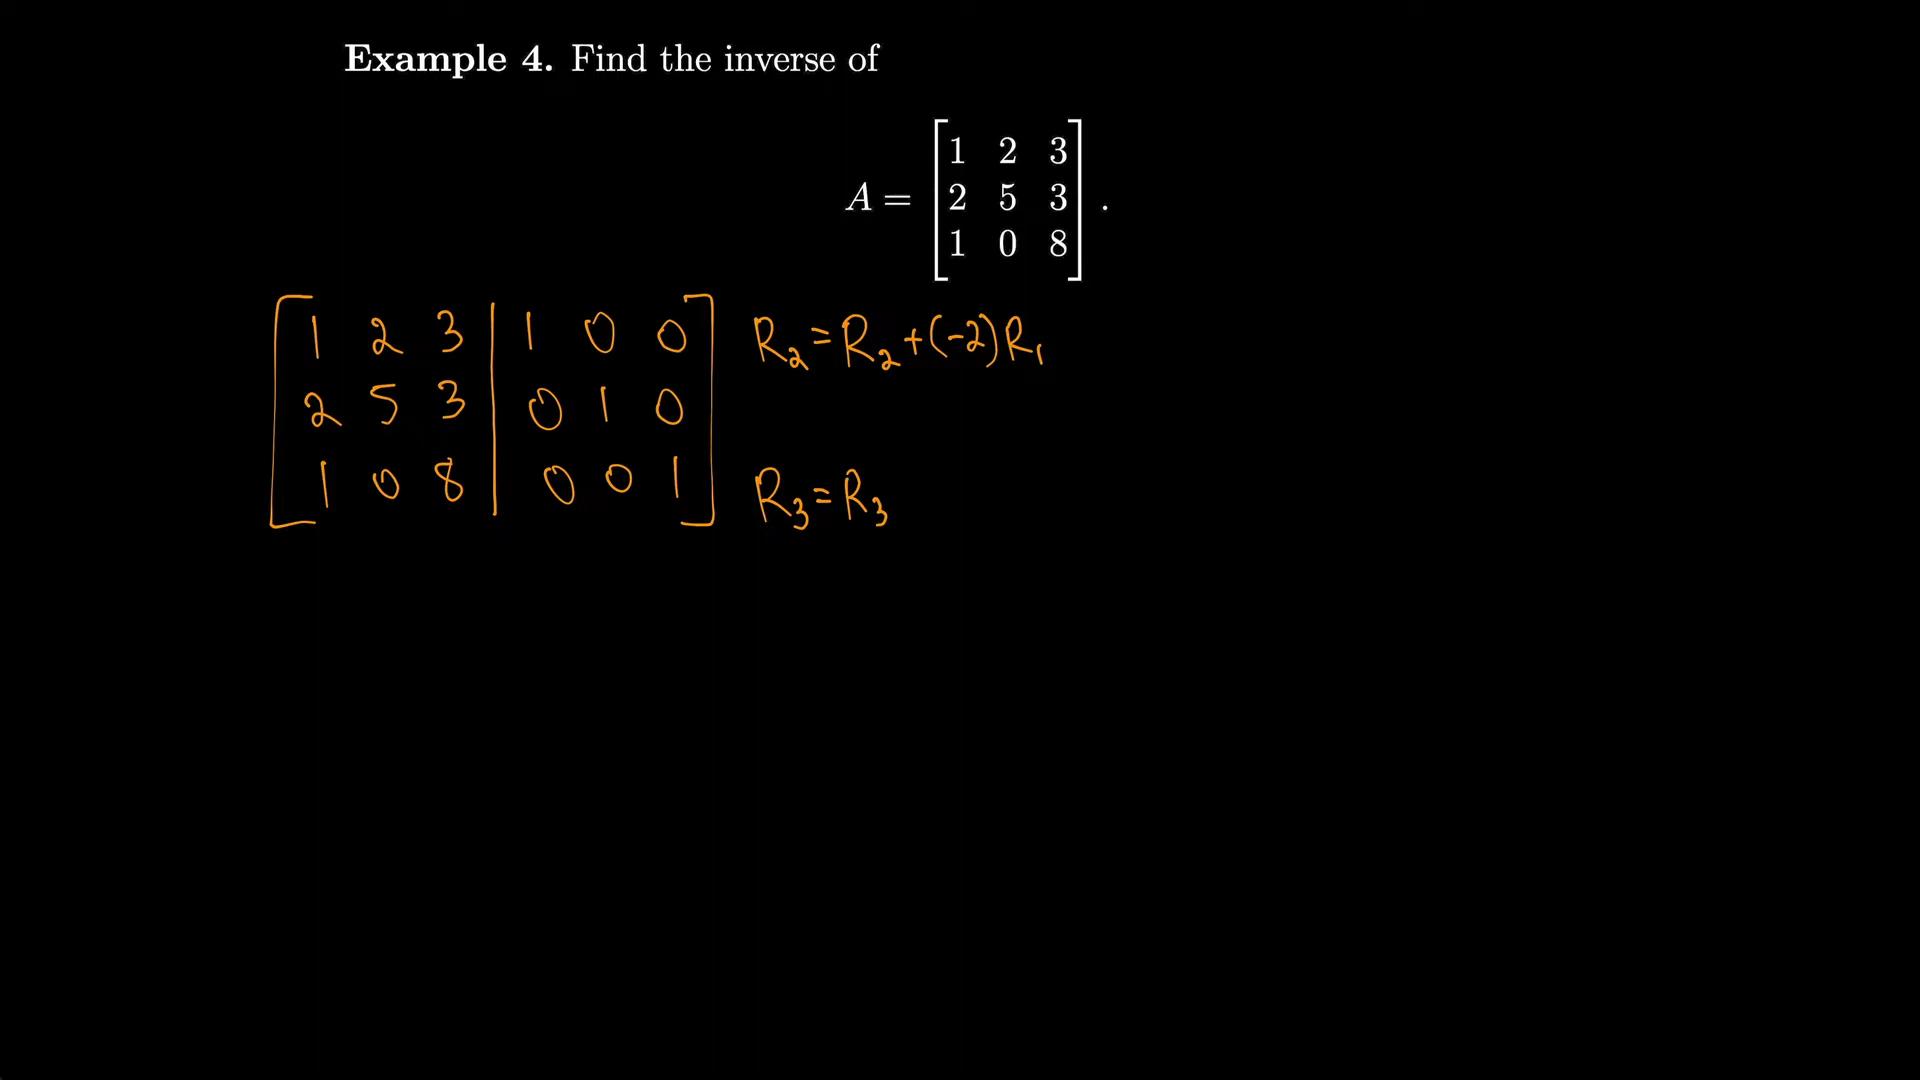 Example 4. Find the inverse of
A = [1 2 3
2 5 3
1 0 8].
[1 2 3 | 1 0 0 R₂=R₂+(-2)R₁
2 5 3 | 0 1 0
1 0 8 | 0 0 1] R₃=R₃